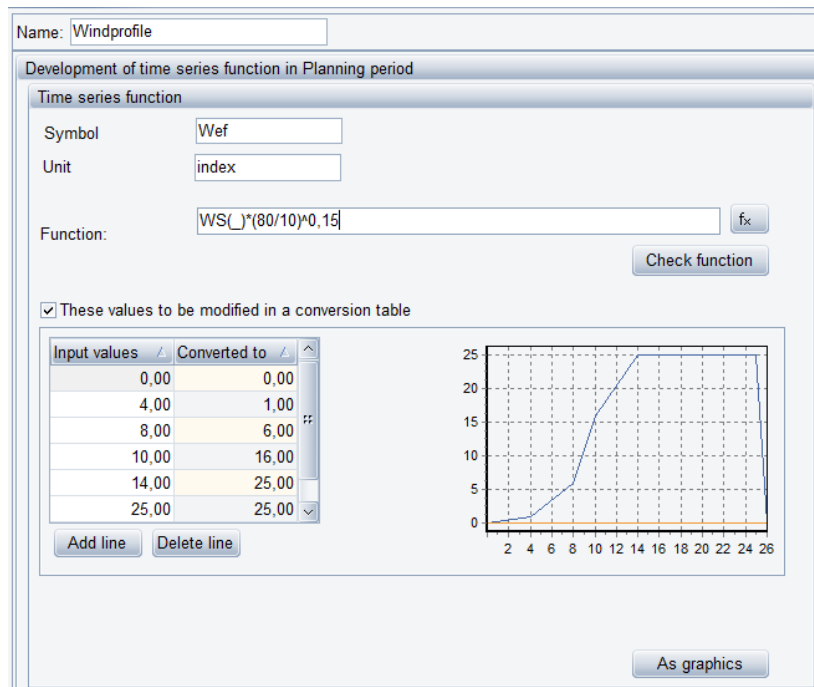 Name: Windprofile
Development of time series function in Planning period
Time series function
Symbol Wef
Unit index
Function: WS(_)*(80/10)^0,15
fx
Check function
These values to be modified in a conversion table
Input values Converted to
0,00 0,00
4,00 1,00
8,00 6,00
10,00 16,00
14,00 25,00
25,00 25,00
Add line Delete line
25
20
15
10
5
0
2 4 6 8 10 12 14 16 18 20 22 24 26
As graphics